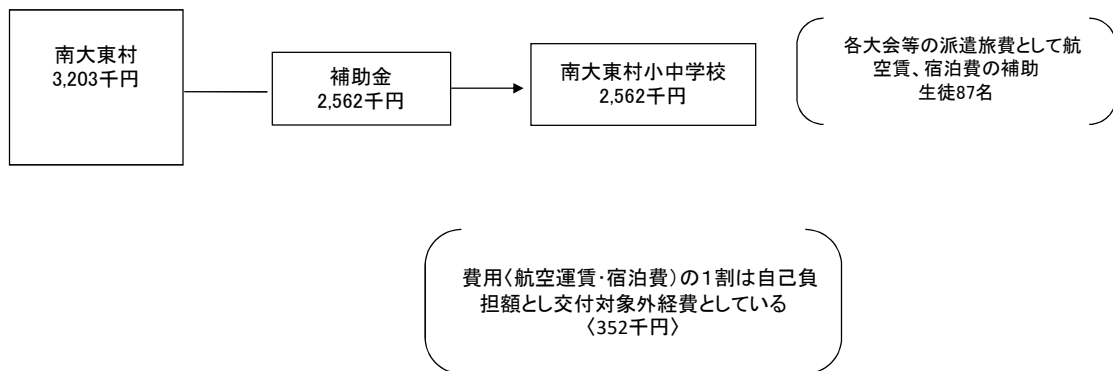 南大東村
3,203千円
補助金
2,562千円
南大東村小中学校
2,562千円
各大会等の派遣旅費として航
空賃、宿泊費の補助
生徒87名
費用〈航空運賃・宿泊費）の１割は自己負
担額とし交付対象外経費としている
〈352千円〉